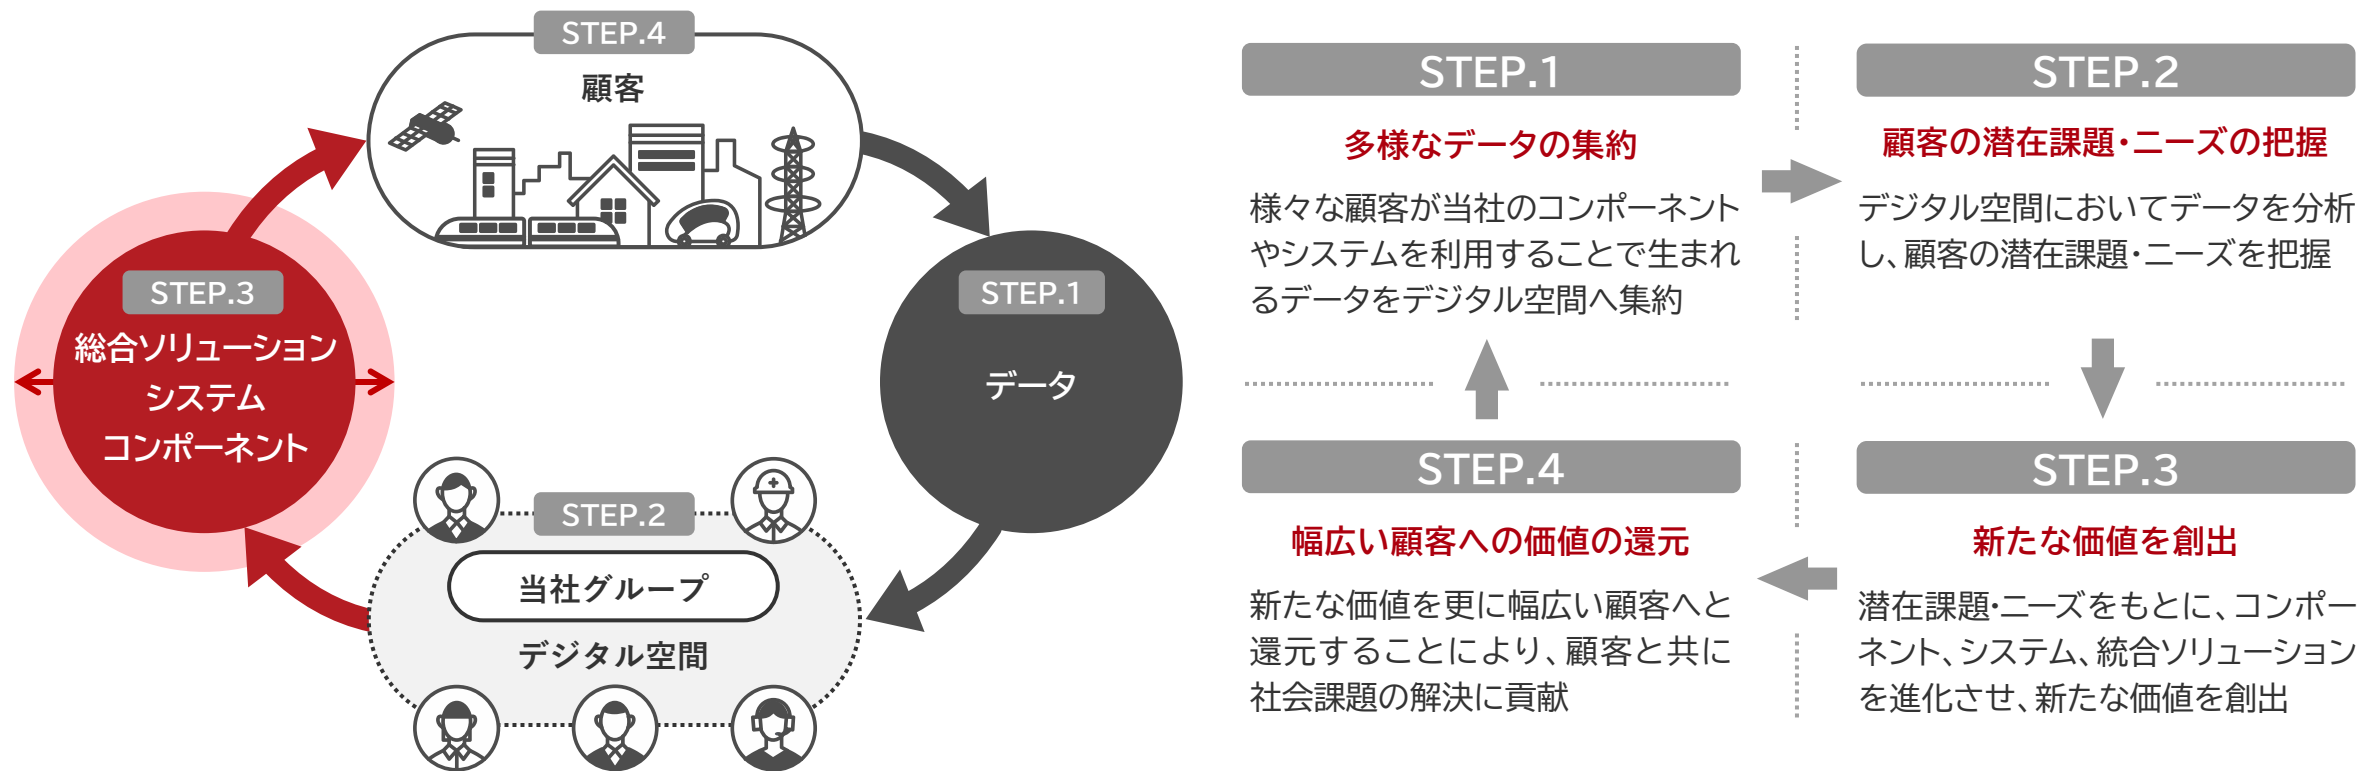 STEP.4
顧客
STEP.3
総合ソリューション
システム
コンポーネント
STEP.1
データ
STEP.2
当社グループ
デジタル空間
STEP.1
多様なデータの集約
様々な顧客が当社のコンポーネント
やシステムを利用することで生まれ
るデータをデジタル空間へ集約
STEP.2
顧客の潜在課題・ニーズの把握
デジタル空間においてデータを分析
し、顧客の潜在課題・ニーズを把握
STEP.3
新たな価値を創出
潜在課題・ニーズをもとに、コンポー
ネント、システム、統合ソリューション
を進化させ、新たな価値を創出
STEP.4
幅広い顧客への価値の還元
新たな価値を更に幅広い顧客へと
還元することにより、顧客と共に
社会課題の解決に貢献